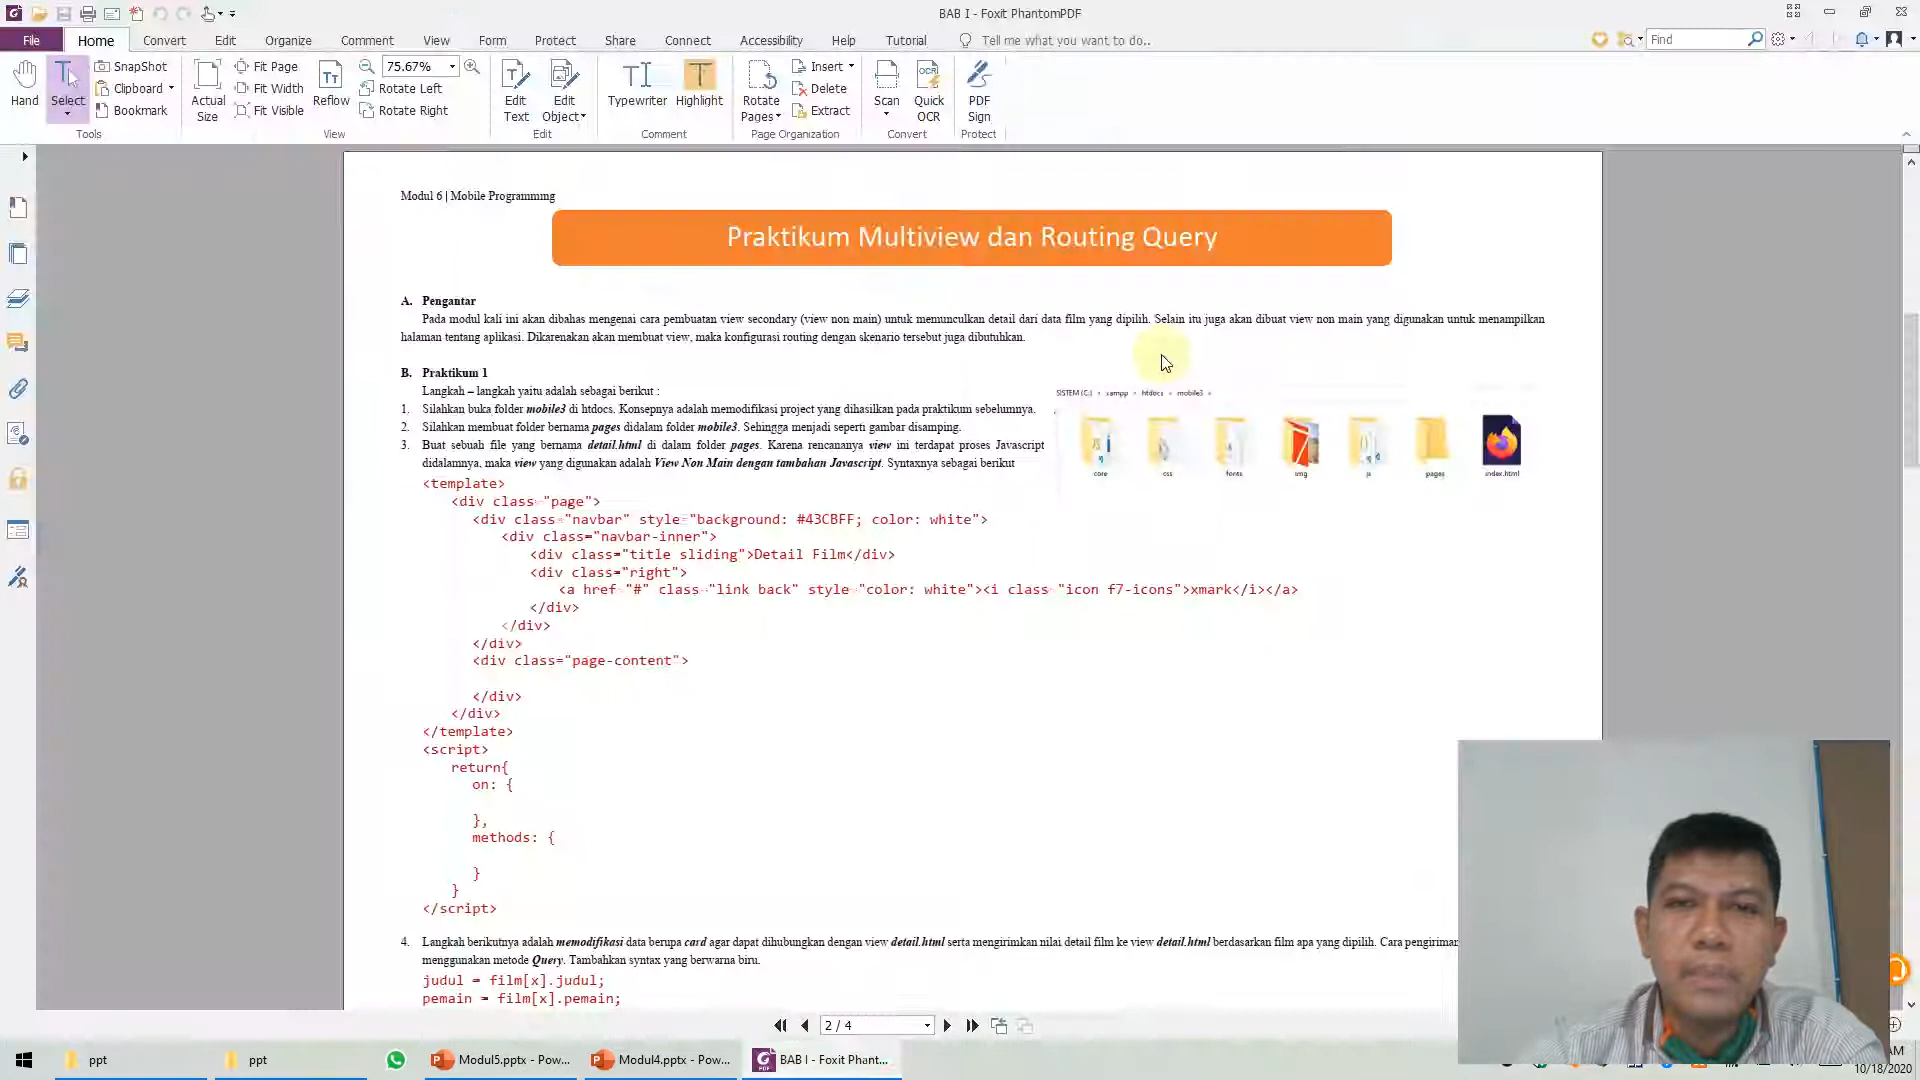 BAB I - Foxit PhantomPDF
File Home Convert Edit Organize Comment View Form Protect Share Connect Accessibility Help Tutorial Tell me what you want to do.. Find
Hand
Select
SnapShot
Clipboard
Bookmark
Tools
Actual Size
Fit Page
Fit Width
Fit Visible
Reflow
75.67%
Rotate Left
Rotate Right
View
Edit Text
Edit Object
Edit
Typewriter
Highlight
Comment
Rotate Pages
Insert
Delete
Extract
Page Organization
Scan
Quick OCR
Convert
PDF Sign
Protect
Modul 6 | Mobile Programming
Praktikum Multiview dan Routing Query
A. Pengantar
Pada modul kali ini akan dibahas mengenai cara pembuatan view secondary (view non main) untuk memunculkan detail dari data film yang dipilih. Selain itu juga akan dibuat view non main yang digunakan untuk menampilkan
halaman tentang aplikasi. Dikarenakan akan membuat view, maka konfigurasi routing dengan skenario tersebut juga dibutuhkan.
B. Praktikum 1
Langkah – langkah yaitu adalah sebagai berikut :
1. Silahkan buka folder mobile3 di htdocs. Konsepnya adalah memodifikasi project yang dihasilkan pada praktikum sebelumnya.
2. Silahkan membuat folder bernama pages didalam folder mobile3. Sehingga menjadi seperti gambar disamping.
3. Buat sebuah file yang bernama detail.html di dalam folder pages. Karena rencananya view ini terdapat proses Javascript
didalamnya, maka view yang digunakan adalah View Non Main dengan tambahan Javascript. Syntaxnya sebagai berikut
SISTEM (C:) xampp htdocs mobile3
core css fonts img js pages index.html
<template>
<div class="page">
<div class="navbar" style="background: #43CBFF; color: white">
<div class="navbar-inner">
<div class="title sliding">Detail Film</div>
<div class="right">
<a href="#" class="link back" style="color: white"><i class="icon f7-icons">xmark</i></a>
</div>
</div>
</div>
<div class="page-content">
</div>
</div>
</template>
<script>
return{
on: {
},
methods: {
}
}
</script>
4. Langkah berikutnya adalah memodifikasi data berupa card agar dapat dihubungkan dengan view detail.html serta mengirimkan nilai detail film ke view detail.html berdasarkan film apa yang dipilih. Cara pengiriman
menggunakan metode Query. Tambahkan syntax yang berwarna biru.
judul = film[x].judul;
pemain = film[x].pemain;
2 / 4
ppt
ppt
Modul5.pptx - Pow...
Modul4.pptx - Pow...
BAB I - Foxit Phant...
AM
10/18/2020